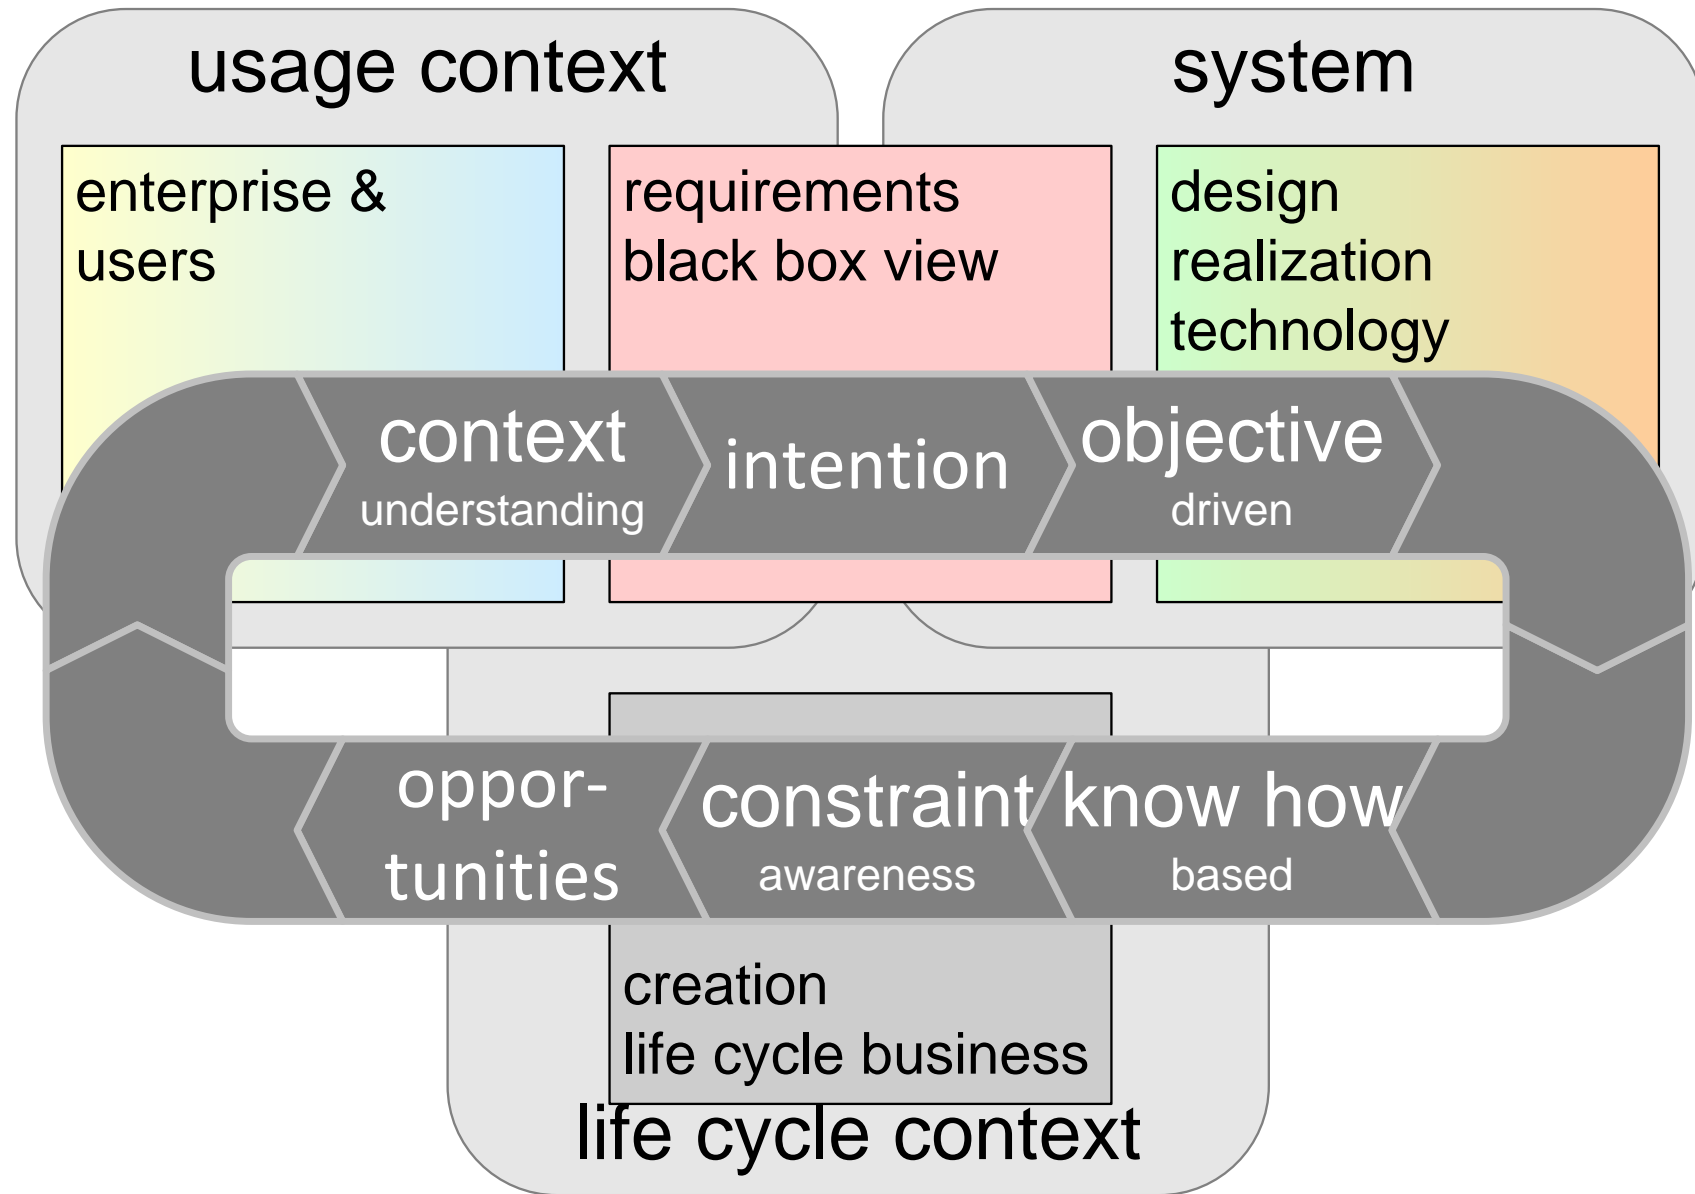 usage context
system
enterprise &
users
requirements
black box view
design
realization
technology
context
understanding
intention
objective
driven
oppor-
tunities
constraint
awareness
know how
based
creation
life cycle business
life cycle context